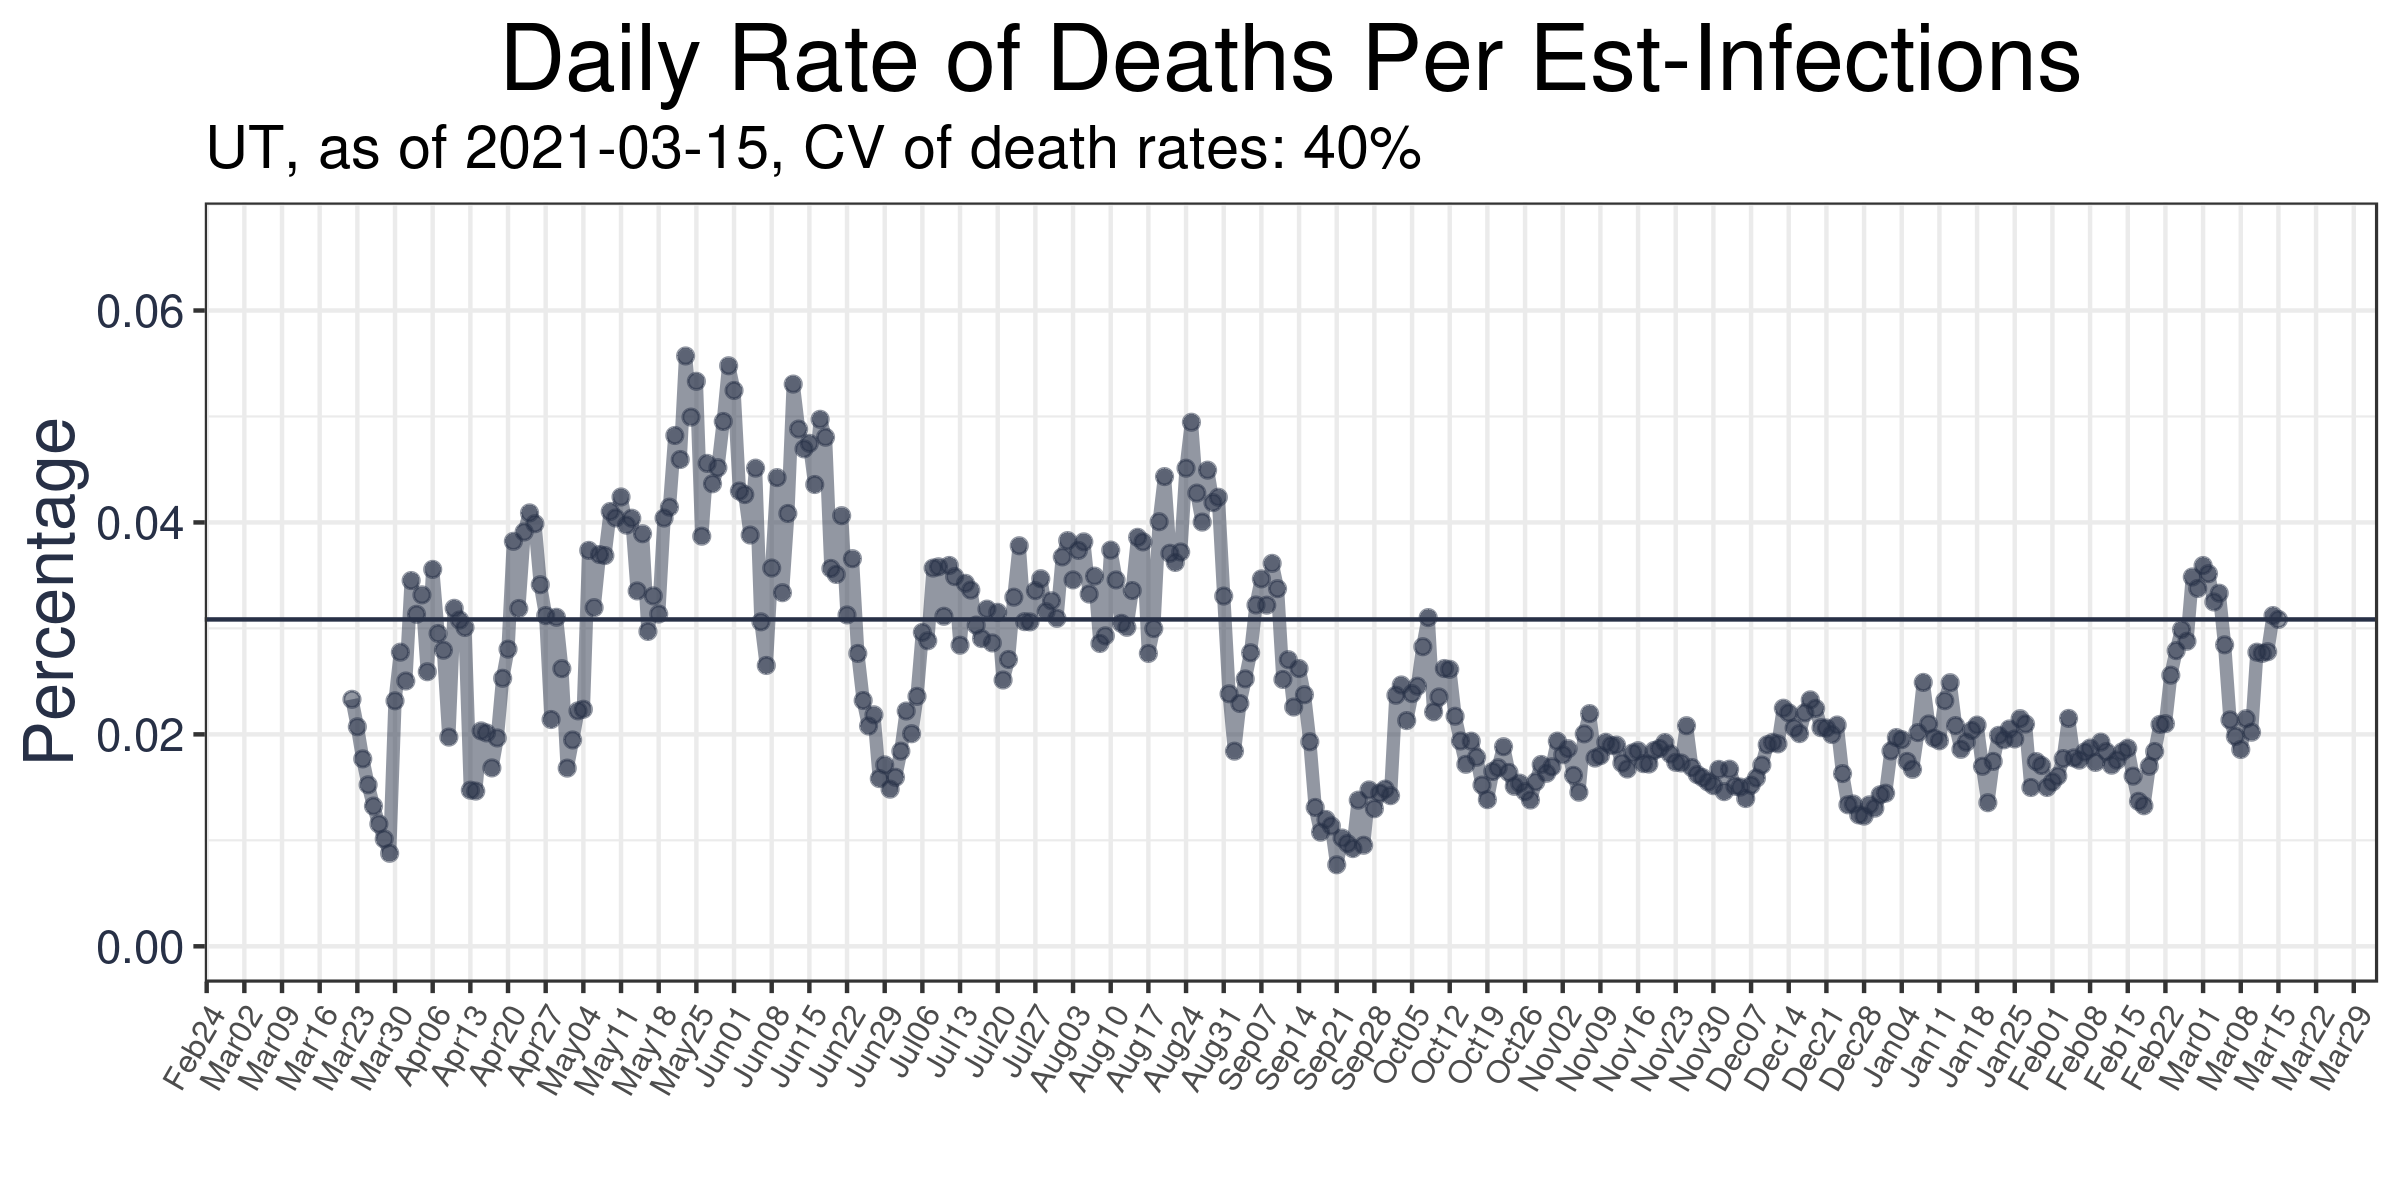 Daily Rate of Deaths Per Est-Infections
UT, as of 2021-03-15, CV of death rates: 40%
Percentage
0.06
0.04
0.02
0.00
Feb24
Mar02
Mar09
Mar16
Mar23
Mar30
Apr06
Apr13
Apr20
Apr27
May04
May11
May18
May25
Jun01
Jun08
Jun15
Jun22
Jun29
Jul06
Jul13
Jul20
Jul27
Aug03
Aug10
Aug17
Aug24
Aug31
Sep07
Sep14
Sep21
Sep28
Oct05
Oct12
Oct19
Oct26
Nov02
Nov09
Nov16
Nov23
Nov30
Dec07
Dec14
Dec21
Dec28
Jan04
Jan11
Jan18
Jan25
Feb01
Feb08
Feb15
Feb22
Mar01
Mar08
Mar15
Mar22
Mar29